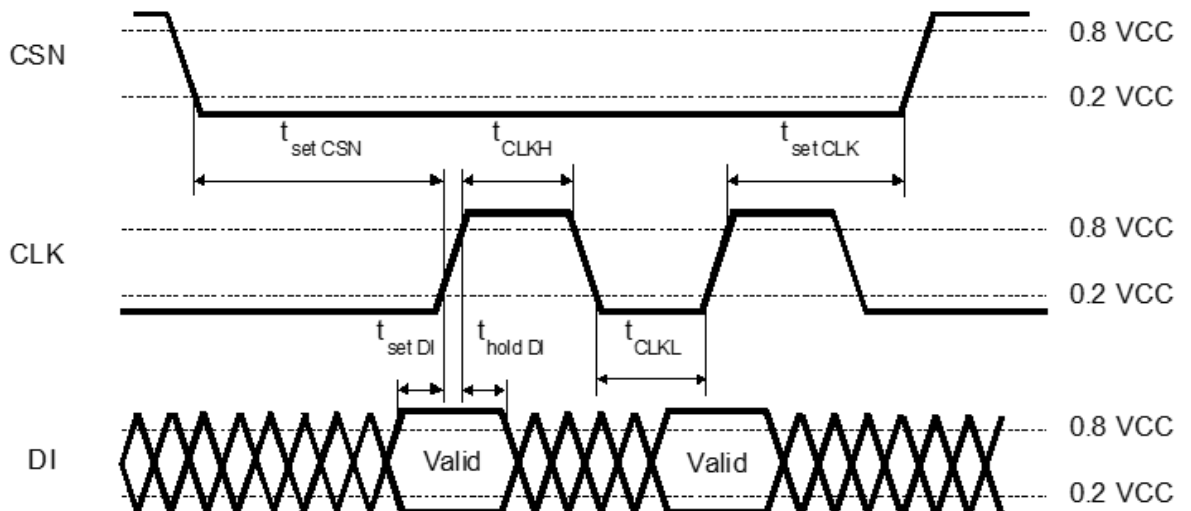 CSN
0.8 VCC
0.2 VCC
t set CSN
t CLKH
t set CLK
CLK
0.8 VCC
0.2 VCC
t set DI
t hold DI
t CLKL
DI
Valid
Valid
0.8 VCC
0.2 VCC